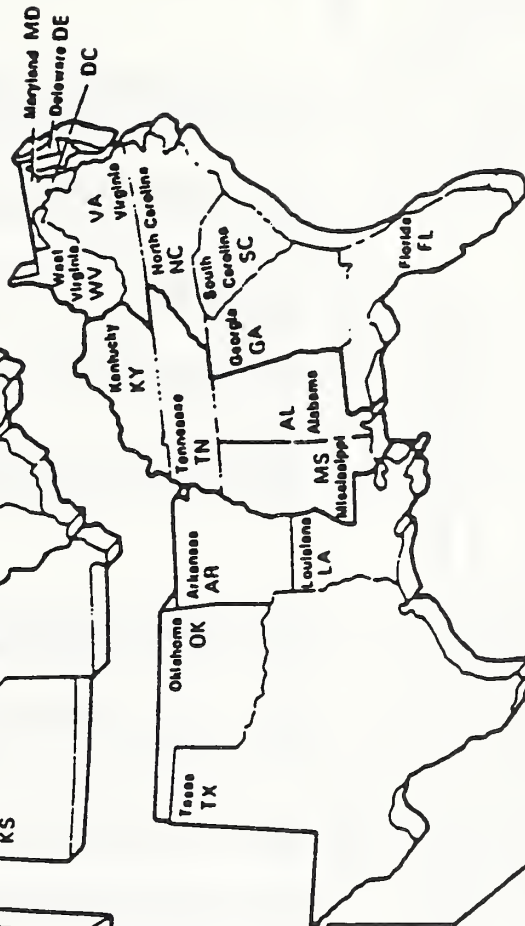 Maryland MD
Delaware DE
DC
West
Virginia
WV
VA
Virginia
Kentucky
KY
North Carolina
NC
Tennessee
TN
South
Carolina
SC
Georgia
GA
AL
Alabama
MS
Mississippi
Florida
FL
Arkansas
AR
Louisiana
LA
Oklahoma
OK
Texas
TX
KS